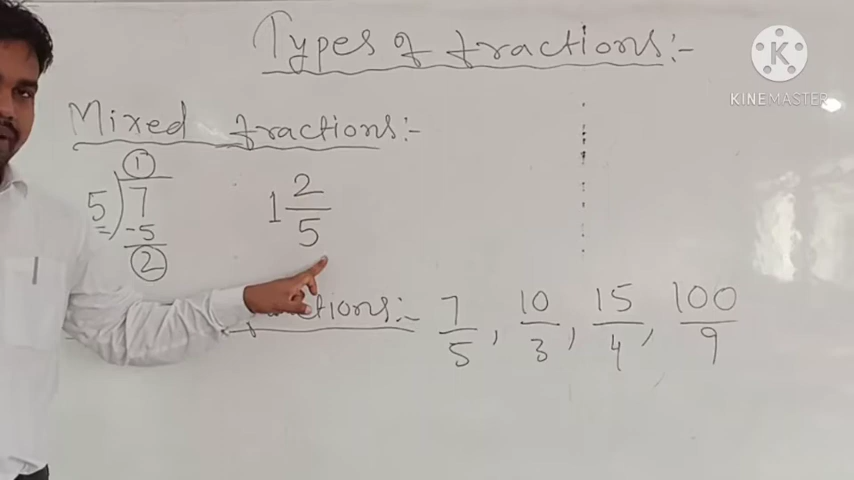 Types of fractions:-
K
KINEMASTER
Mixed fractions:-
1
5)7
-5
2
1 2/5
fractions:-
7/5, 10/3, 15/4, 100/9